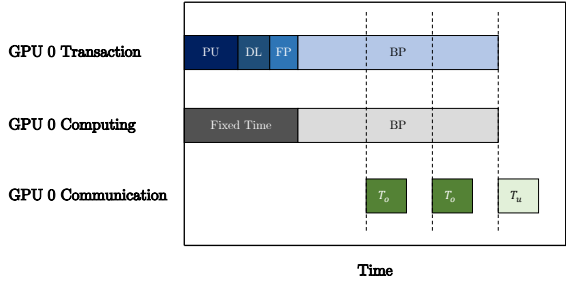 GPU 0 Transaction
PU DL FP BP
GPU 0 Computing
Fixed Time BP
GPU 0 Communication
T_o T_o T_u
Time